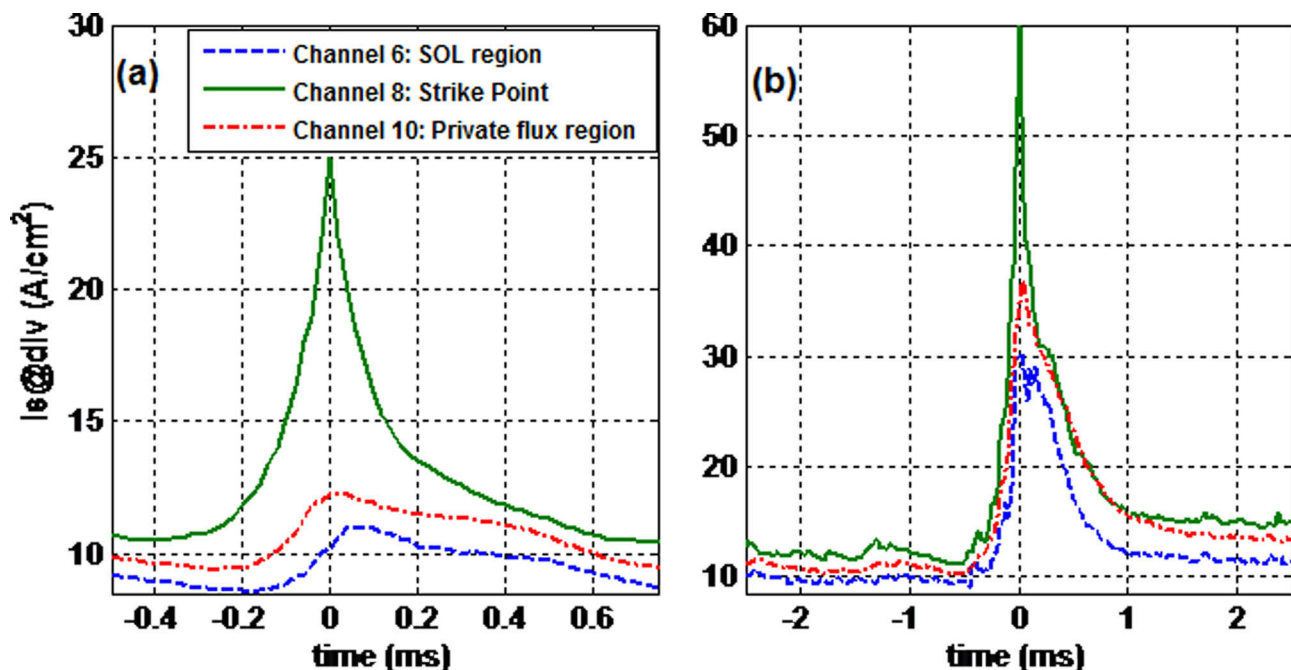 (a)
Channel 6: SOL region
Channel 8: Strike Point
Channel 10: Private flux region
Is@div (A/cm²)
30
25
20
15
10
-0.4 -0.2 0 0.2 0.4 0.6
time (ms)
(b)
60
50
40
30
20
10
-2 -1 0 1 2
time (ms)